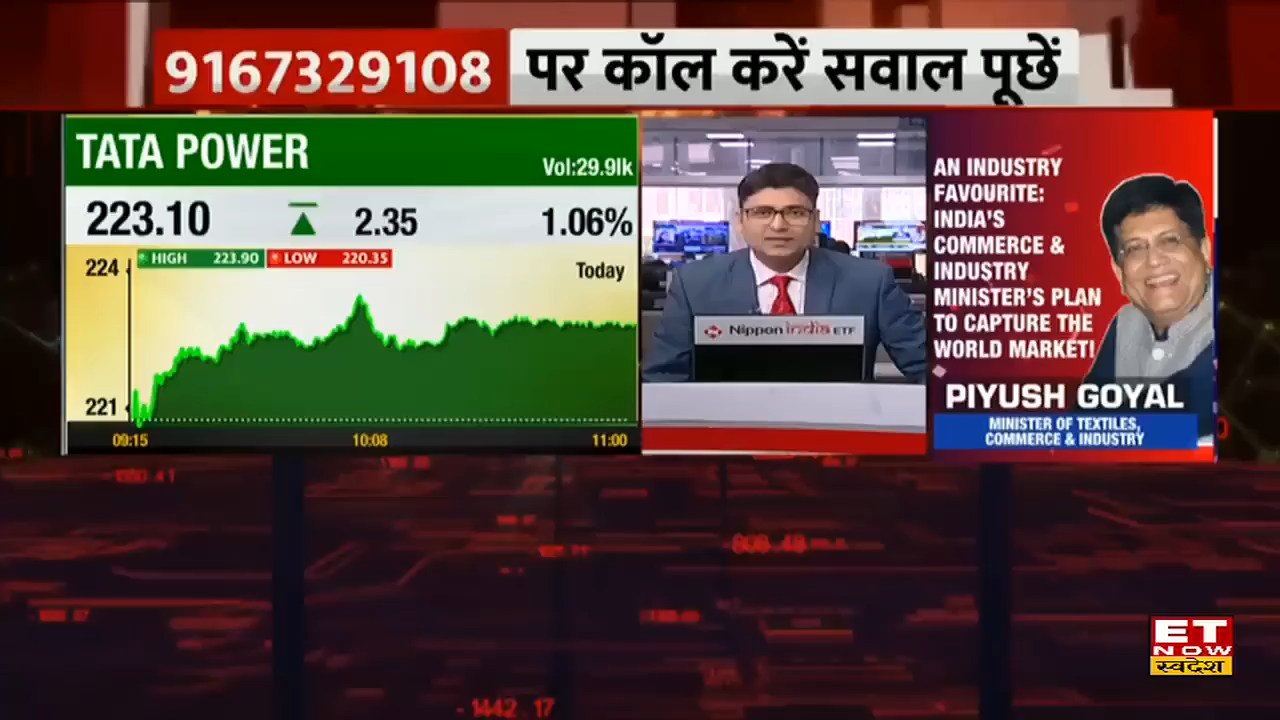 9167329108 पर कॉल करें सवाल पूछें
TATA POWER
Vol:29.9lk
223.10 2.35 1.06%
HIGH 223.90 LOW 220.35
Today
224
221
09:15 10:08 11:00
Nippon india ETF
AN INDUSTRY
FAVOURITE:
INDIA'S
COMMERCE &
INDUSTRY
MINISTER'S PLAN
TO CAPTURE THE
WORLD MARKET!
PIYUSH GOYAL
MINISTER OF TEXTILES,
COMMERCE & INDUSTRY
- 1442.17
ET
NOW
स्वदेश